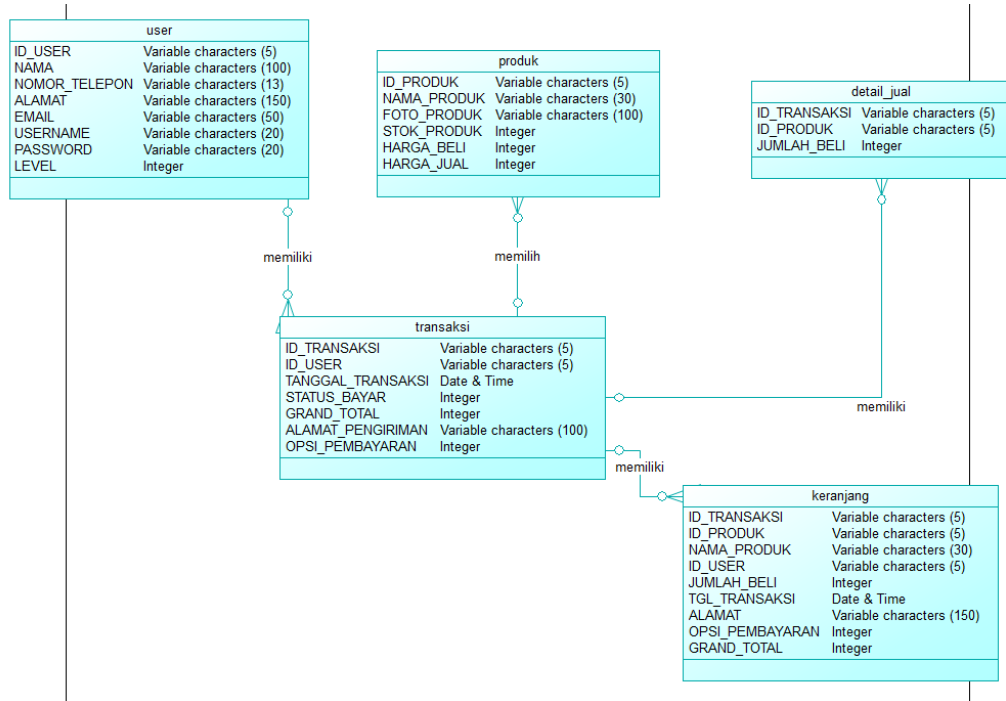 user
ID_USER Variable characters (5)
NAMA Variable characters (100)
NOMOR_TELEPON Variable characters (13)
ALAMAT Variable characters (150)
EMAIL Variable characters (50)
USERNAME Variable characters (20)
PASSWORD Variable characters (20)
LEVEL Integer
produk
ID_PRODUK Variable characters (5)
NAMA_PRODUK Variable characters (30)
FOTO_PRODUK Variable characters (100)
STOK_PRODUK Integer
HARGA_BELI Integer
HARGA_JUAL Integer
detail_jual
ID_TRANSAKSI Variable characters (5)
ID_PRODUK Variable characters (5)
JUMLAH_BELI Integer
memiliki
memilih
transaksi
ID_TRANSAKSI Variable characters (5)
ID_USER Variable characters (5)
TANGGAL_TRANSAKSI Date & Time
STATUS_BAYAR Integer
GRAND_TOTAL Integer
ALAMAT_PENGIRIMAN Variable characters (100)
OPSI_PEMBAYARAN Integer
memiliki
memiliki
keranjang
ID_TRANSAKSI Variable characters (5)
ID_PRODUK Variable characters (5)
NAMA_PRODUK Variable characters (30)
ID_USER Variable characters (5)
JUMLAH_BELI Integer
TGL_TRANSAKSI Date & Time
ALAMAT Variable characters (150)
OPSI_PEMBAYARAN Integer
GRAND_TOTAL Integer